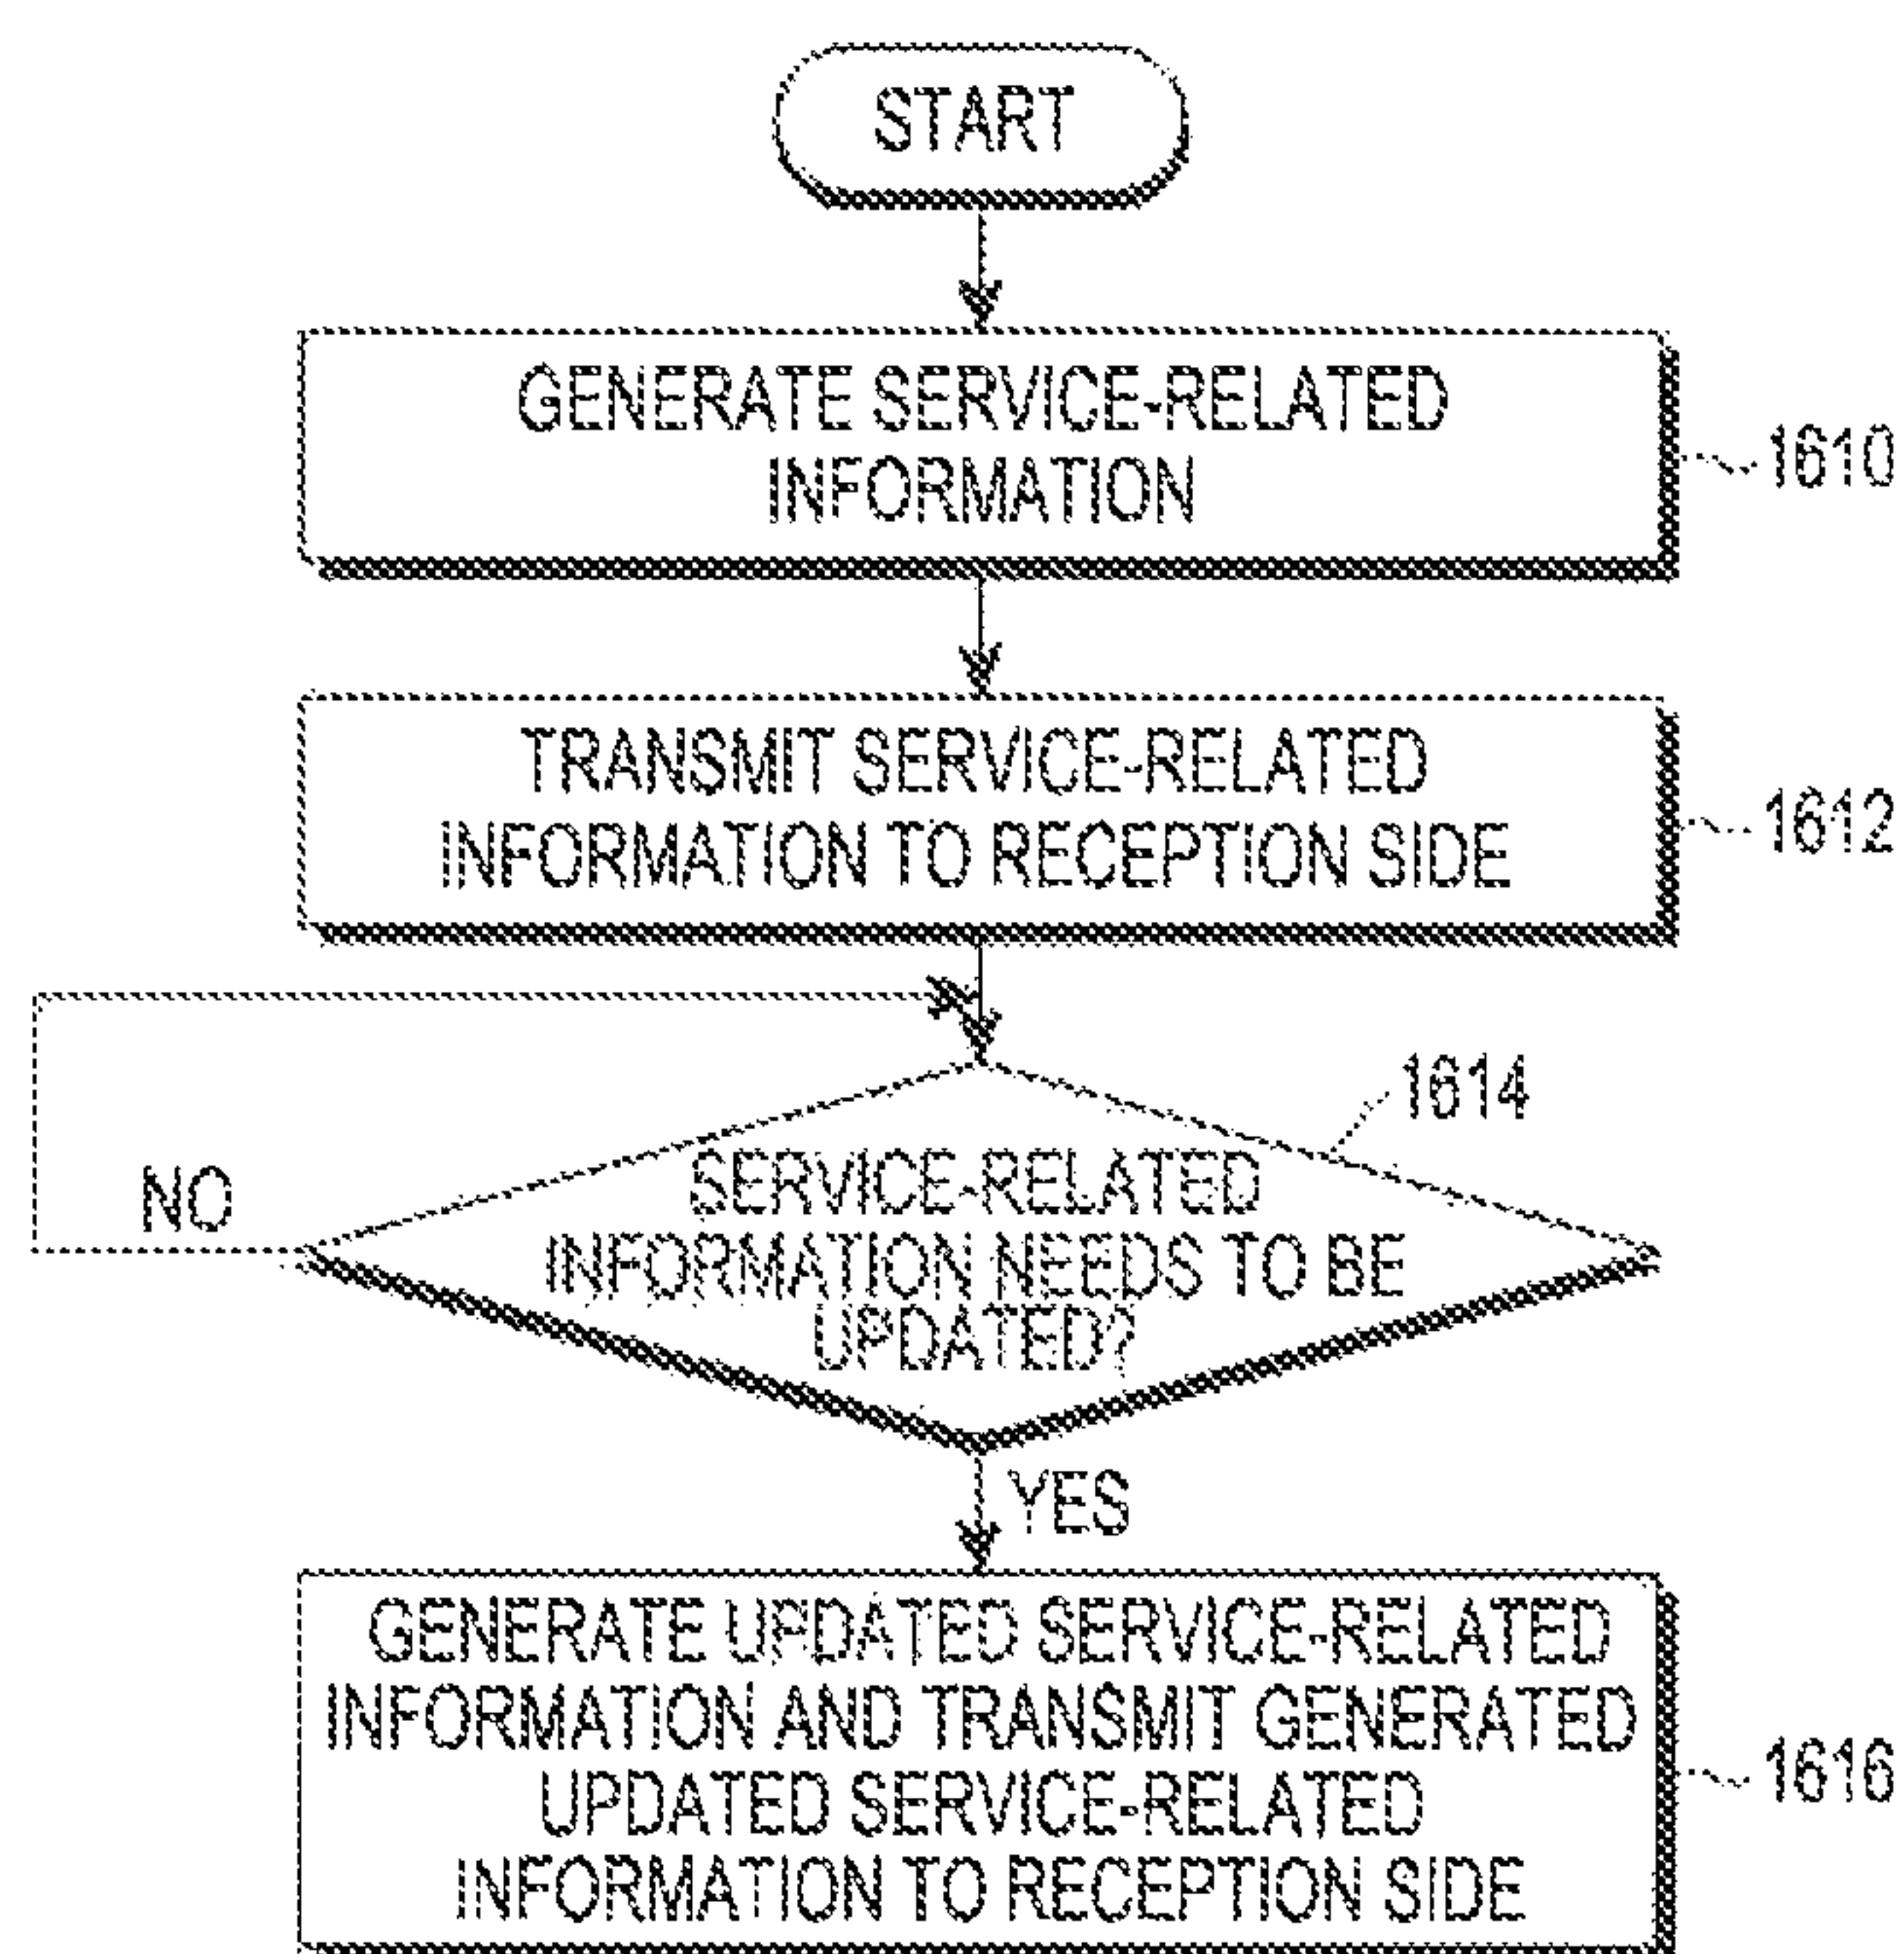 START
GENERATE SERVICE-RELATED
INFORMATION
1610
TRANSMIT SERVICE-RELATED
INFORMATION TO RECEPTION SIDE
1612
1614
SERVICE-RELATED
INFORMATION NEEDS TO BE
UPDATED?
NO
YES
GENERATE UPDATED SERVICE-RELATED
INFORMATION AND TRANSMIT GENERATED
UPDATED SERVICE-RELATED
INFORMATION TO RECEPTION SIDE
1616